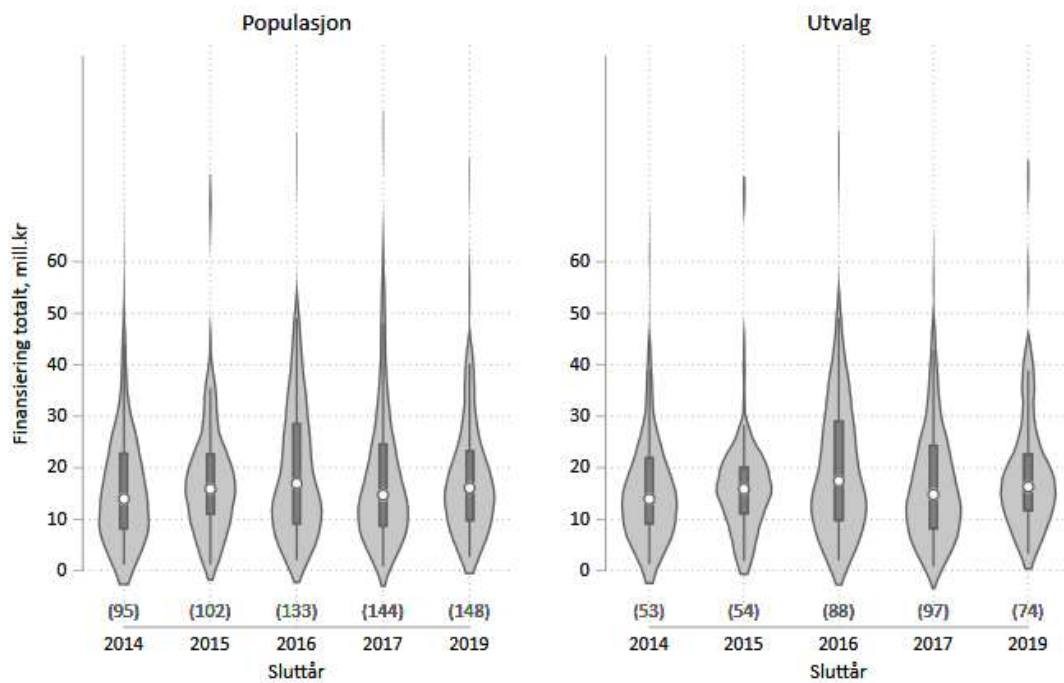 Populasjon
Utvalg
Finansiering totalt, mill.kr
60
50
40
30
20
10
0
60
50
40
30
20
10
0
(95) (102) (133) (144) (148)
2014 2015 2016 2017 2019
Sluttår
(53) (54) (88) (97) (74)
2014 2015 2016 2017 2019
Sluttår